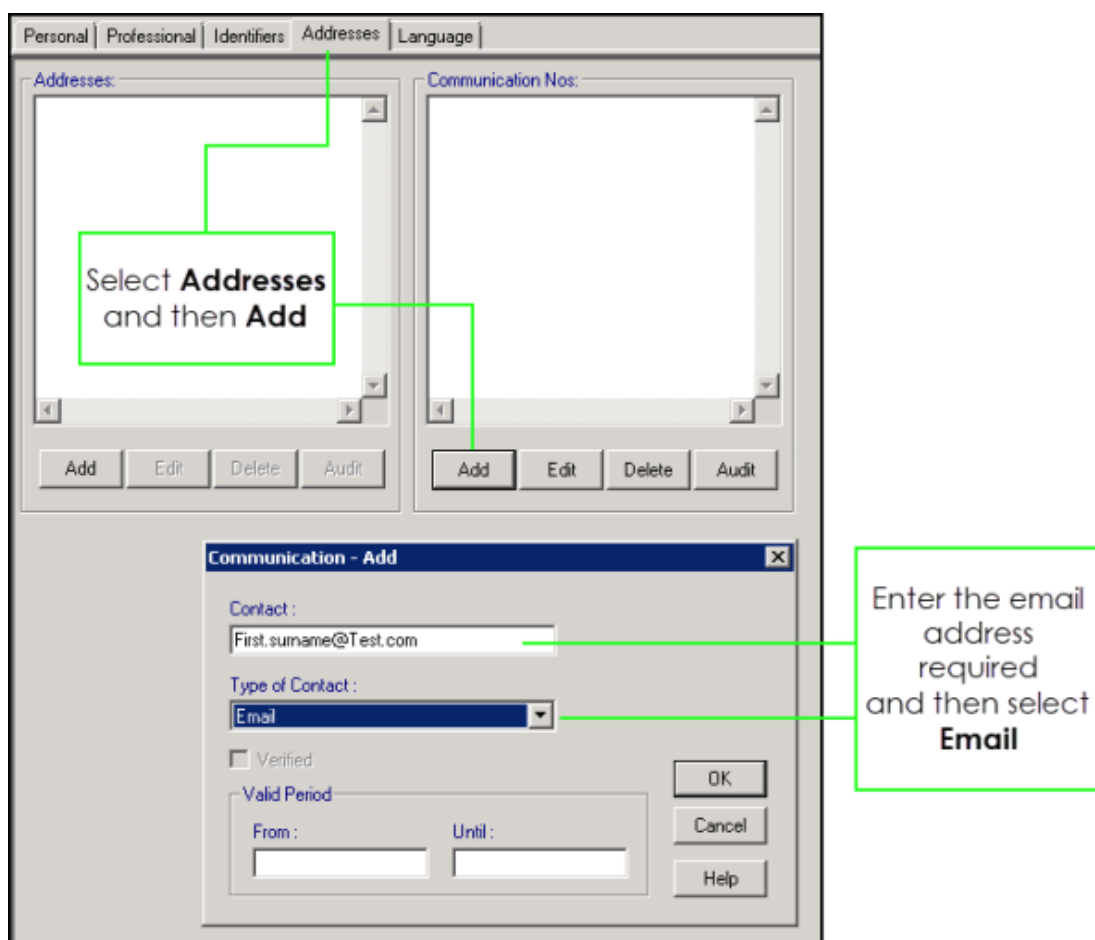 Personal Professional Identifiers Addresses Language
Addresses:
Communication Nos:
Select Addresses
and then Add
Add Edit Delete Audit
Add Edit Delete Audit
Communication - Add
Contact :
First.surname@Test.com
Type of Contact :
Email
Verified
Valid Period
From :
Until :
OK
Cancel
Help
Enter the email
address
required
and then select
Email